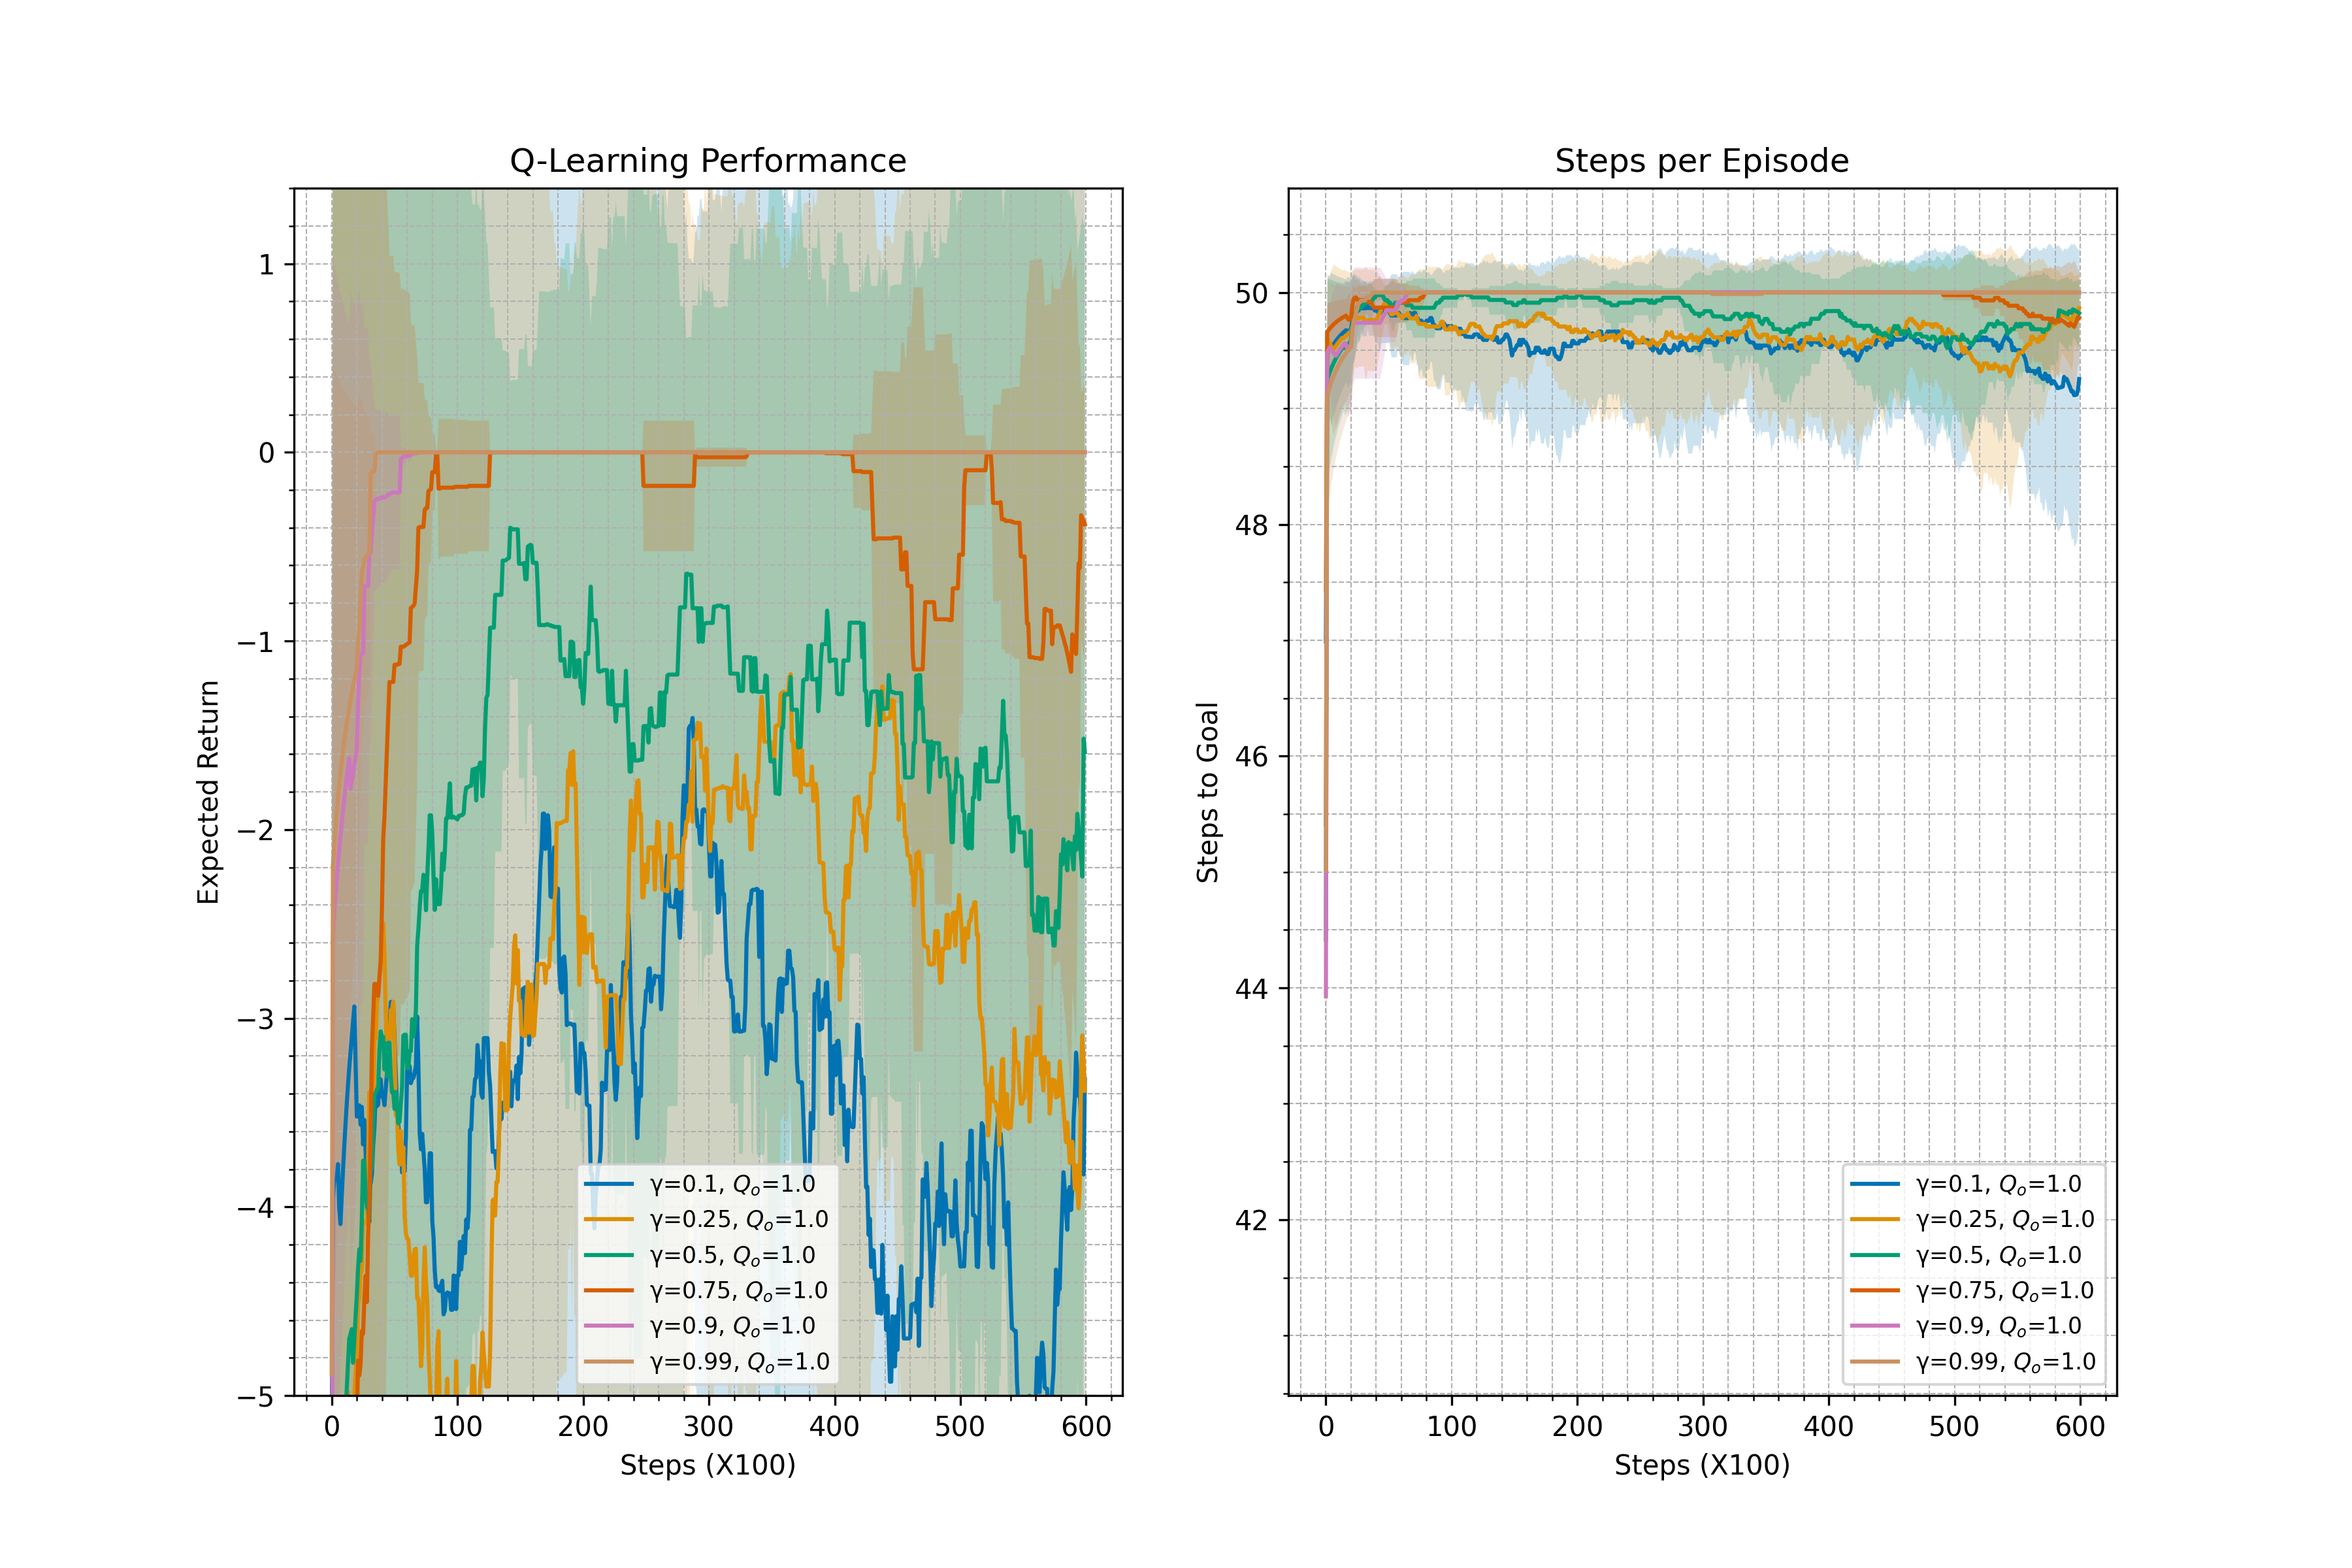 Q-Learning Performance
Expected Return
1
0
−1
−2
−3
−4
−5
0 100 200 300 400 500 600
Steps (X100)
γ=0.1, Qₒ=1.0
γ=0.25, Qₒ=1.0
γ=0.5, Qₒ=1.0
γ=0.75, Qₒ=1.0
γ=0.9, Qₒ=1.0
γ=0.99, Qₒ=1.0
Steps per Episode
Steps to Goal
50
48
46
44
42
0 100 200 300 400 500 600
Steps (X100)
γ=0.1, Qₒ=1.0
γ=0.25, Qₒ=1.0
γ=0.5, Qₒ=1.0
γ=0.75, Qₒ=1.0
γ=0.9, Qₒ=1.0
γ=0.99, Qₒ=1.0